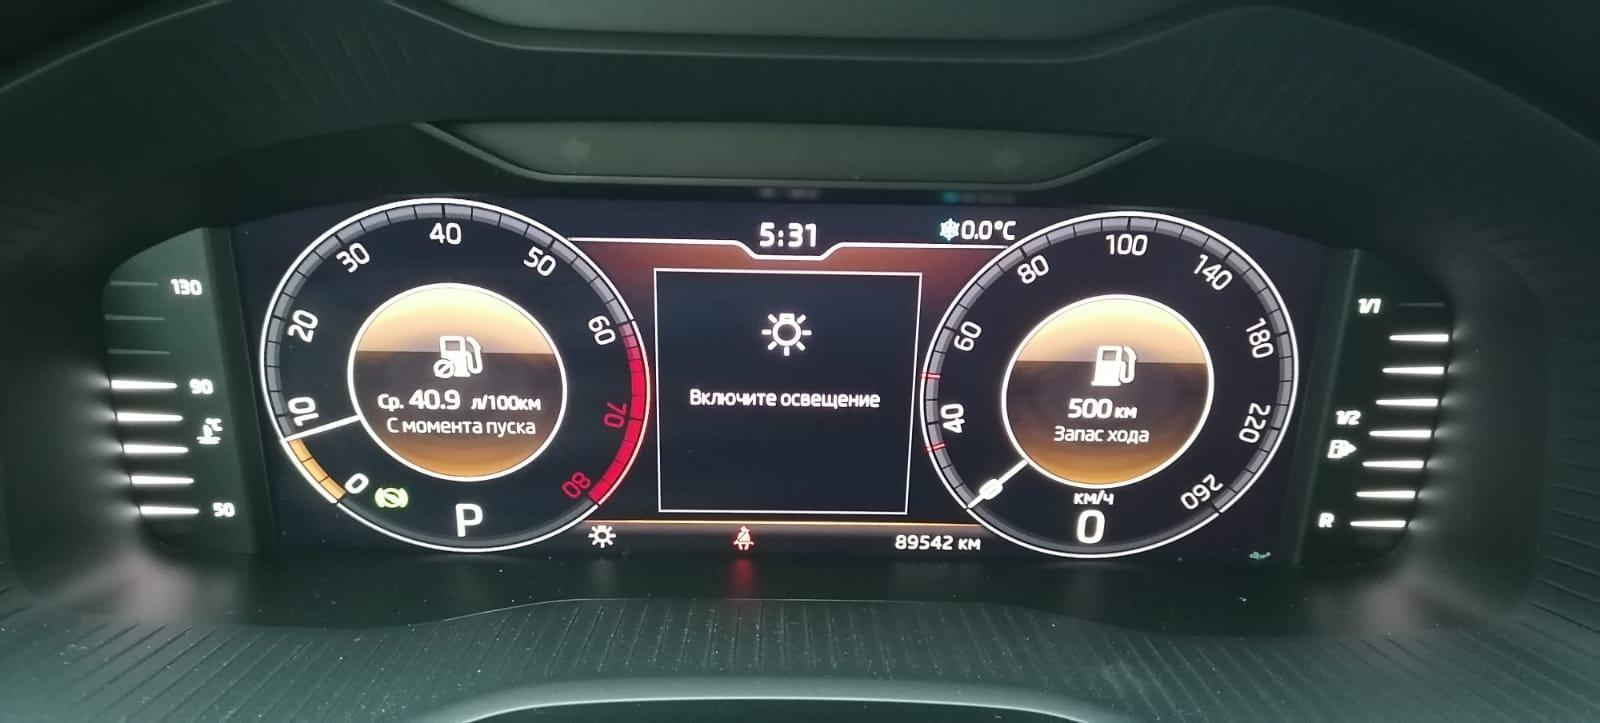 5:31
0.0°C
130
90
°C
50
0
10
20
30
40
50
60
70
80
Ср. 40.9 л/100км
С момента пуска
P
Включите освещение
89542 км
0
40
60
80
100
140
180
220
260
500 км
Запас хода
км/ч
0
1/1
1/2
R